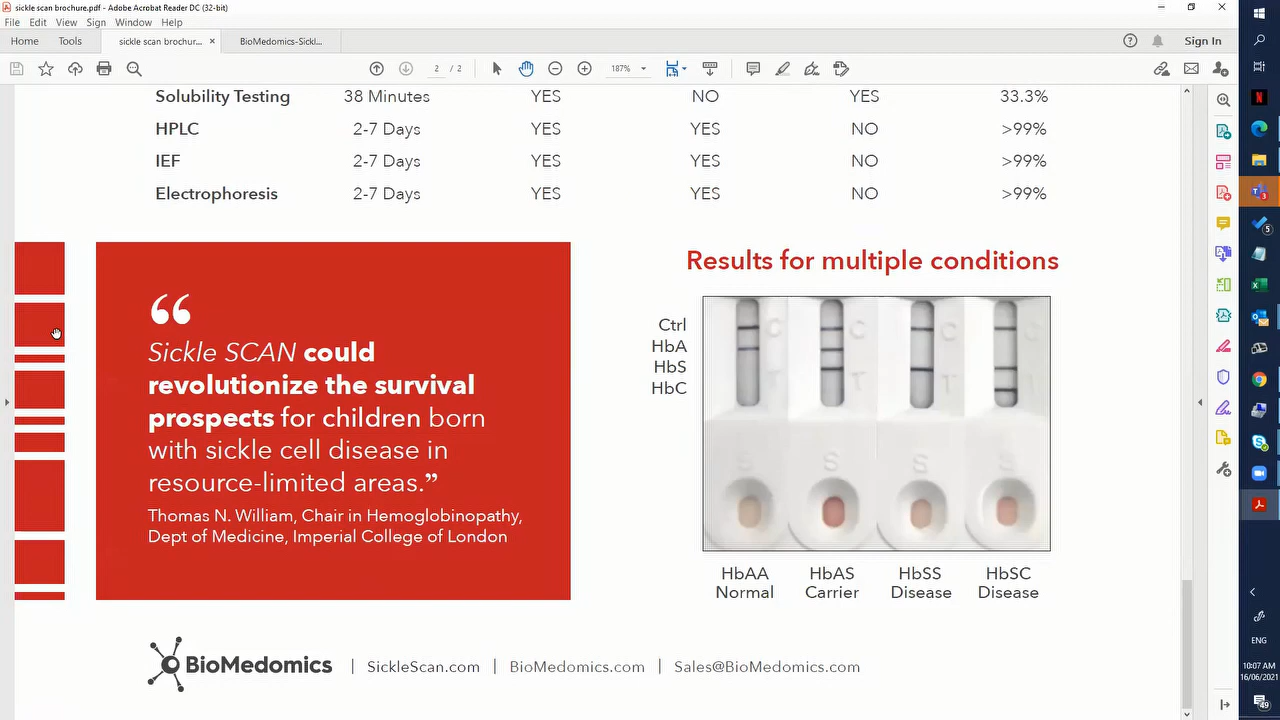 sickle scan brochure.pdf - Adobe Acrobat Reader DC (32-bit)
File Edit View Sign Window Help
Home Tools sickle scan brochur... × BioMedomics-Sickl...
Sign In
2 / 2 187%
Solubility Testing 38 Minutes YES NO YES 33.3%
HPLC 2-7 Days YES YES NO >99%
IEF 2-7 Days YES YES NO >99%
Electrophoresis 2-7 Days YES YES NO >99%
“
Sickle SCAN could
revolutionize the survival
prospects for children born
with sickle cell disease in
resource-limited areas.”
Thomas N. William, Chair in Hemoglobinopathy,
Dept of Medicine, Imperial College of London
Results for multiple conditions
Ctrl
HbA
HbS
HbC
C C C
T T T
S S S S
HbAA HbAS HbSS HbSC
Normal Carrier Disease Disease
BioMedomics | SickleScan.com | BioMedomics.com | Sales@BioMedomics.com
ENG
10:07 AM
16/06/2021
49